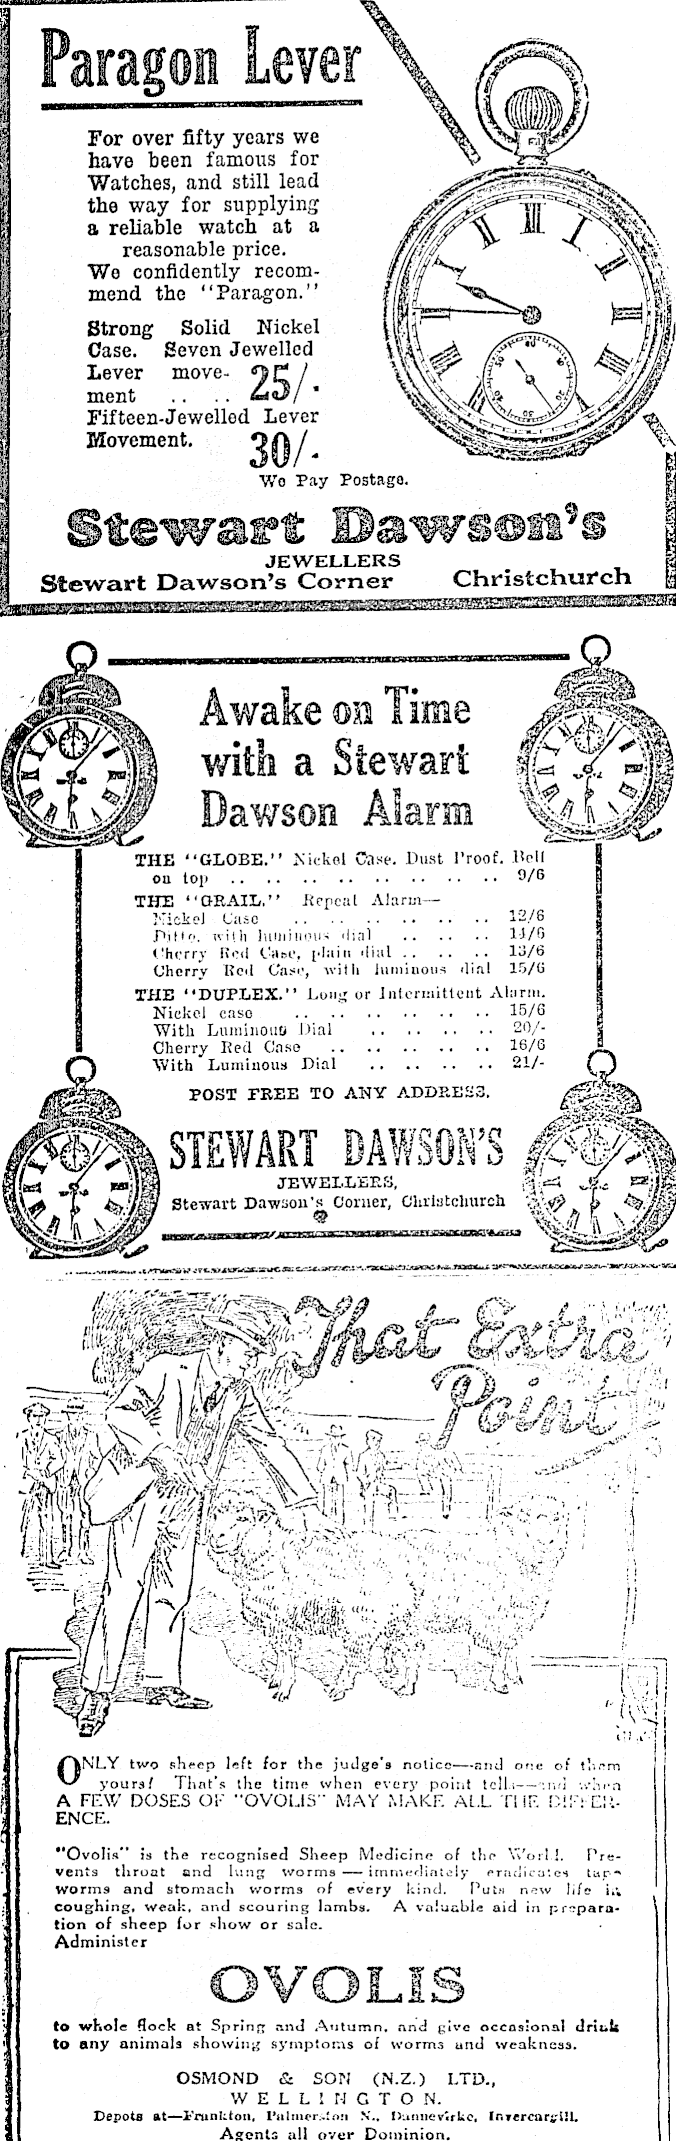 Paragon Lever
For over fifty years we
have been famous for
Watches, and still lead
the way for supplying
a reliable watch at a
reasonable price.
We confidently recom-
mend the "Paragon."
Strong Solid Nickel
Case. Seven Jewelled
Lever move-
ment .. .. 25/-
Fifteen-Jewelled Lever
Movement. 30/-
We Pay Postage.
Stewart Dawson's
JEWELLERS
Stewart Dawson's Corner Christchurch
Awake on Time
with a Stewart
Dawson Alarm
THE "GLOBE." Nickel Case. Dust Proof. Bell
on top .. .. .. .. .. .. .. .. .. 9/6
THE "GRAIL." Repeat Alarm—
Nickel Case .. .. .. .. .. .. .. 12/6
Ditto, with luminous dial .. .. .. 14/6
Cherry Red Case, plain dial .. .. .. 13/6
Cherry Red Case, with luminous dial 15/6
THE "DUPLEX." Long or Intermittent Alarm.
Nickel case .. .. .. .. .. .. .. 15/6
With Luminous Dial .. .. .. .. 20/-
Cherry Red Case .. .. .. .. .. 16/6
With Luminous Dial .. .. .. .. 21/-
POST FREE TO ANY ADDRESS.
STEWART DAWSON'S
JEWELLERS,
Stewart Dawson's Corner, Christchurch
That Extra
Point
ONLY two sheep left for the judge's notice—and one of them
yours! That's the time when every point tells—and when
A FEW DOSES OF "OVOLIS" MAY MAKE ALL THE DIFFER-
ENCE.
"Ovolis" is the recognised Sheep Medicine of the World. Pre-
vents throat and lung worms—immediately eradicates tape
worms and stomach worms of every kind. Puts new life in
coughing, weak, and scouring lambs. A valuable aid in prepara-
tion of sheep for show or sale.
Administer
OVOLIS
to whole flock at Spring and Autumn, and give occasional drink
to any animals showing symptoms of worms and weakness.
OSMOND & SON (N.Z.) LTD.,
WELLINGTON.
Depots at—Frankton, Palmerston N., Dannevirke, Invercargill.
Agents all over Dominion.